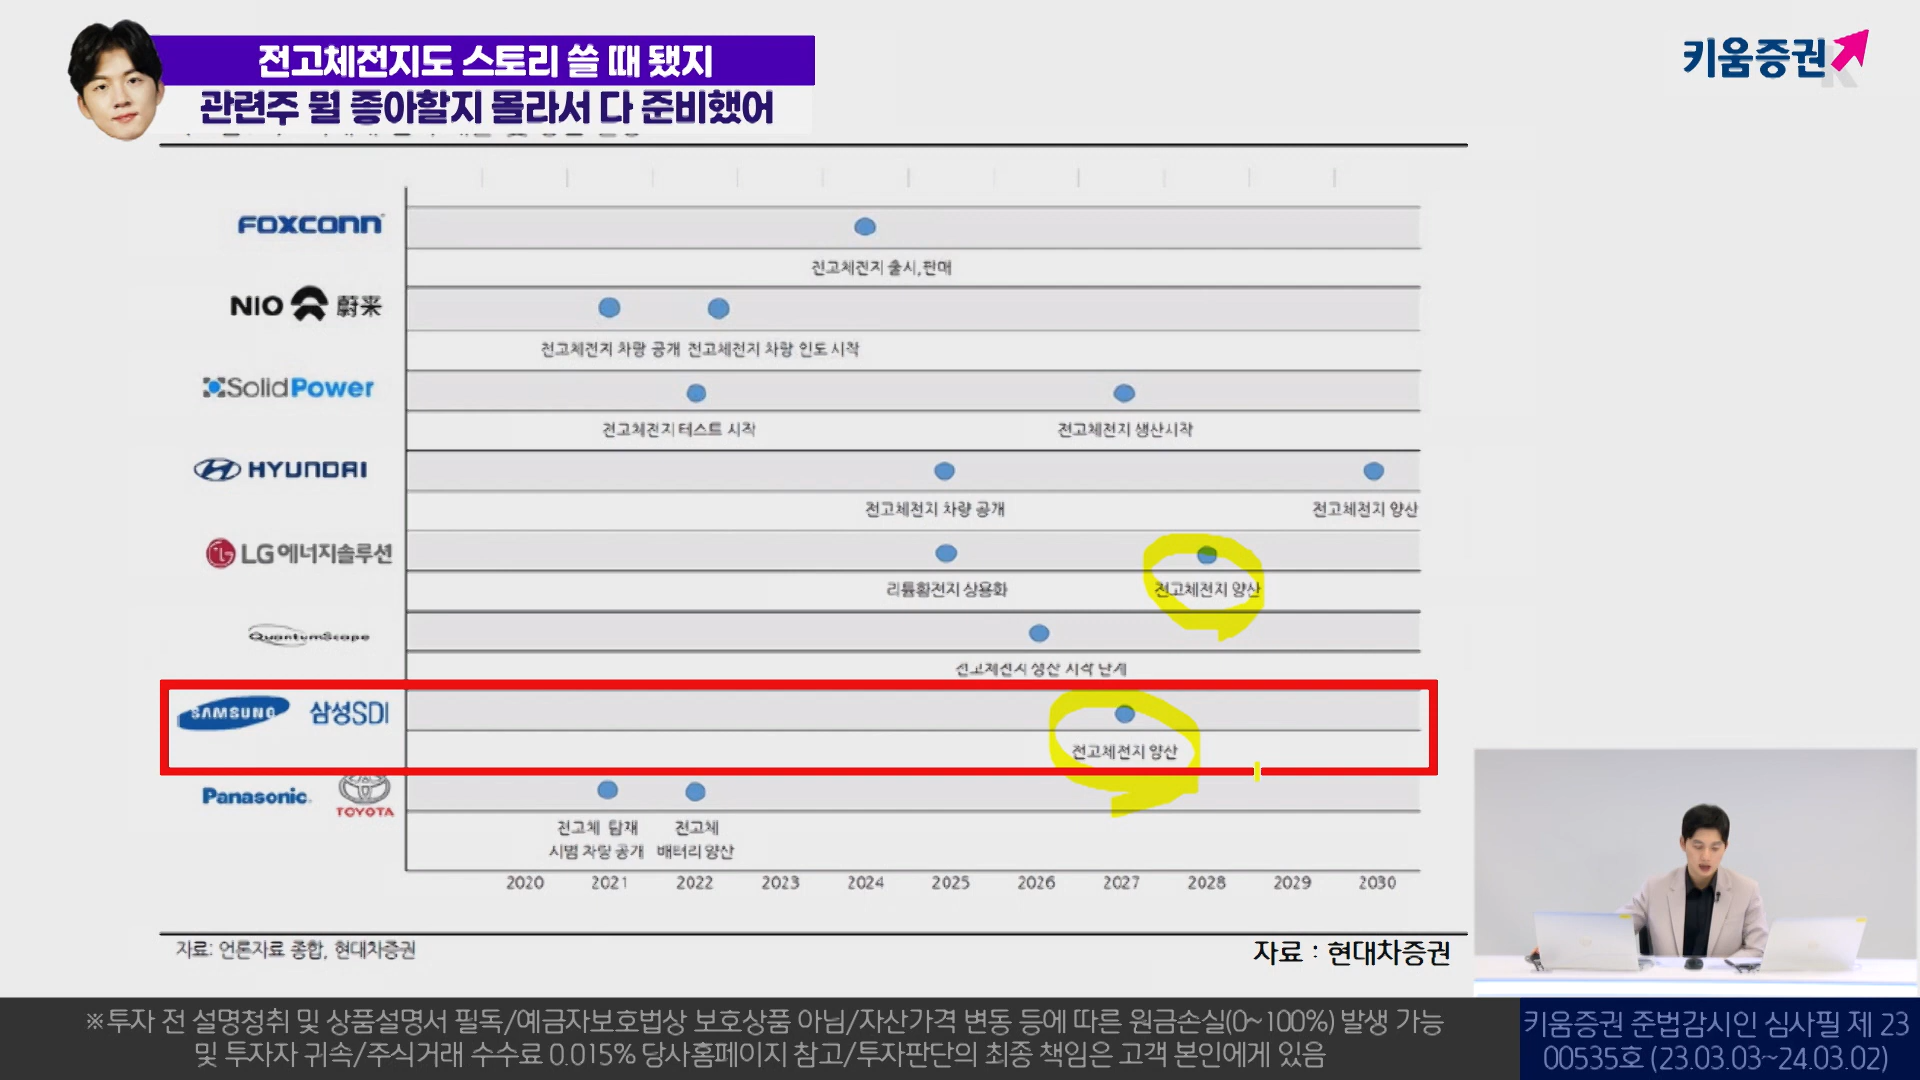 전고체전지도 스토리 쓸 때 됐지
관련주 뭘 좋아할지 몰라서 다 준비했어
키움증권
FOXCONN
전고체전지 출시,판매
NIO 蔚来
전고체전지 차량 공개 전고체전지 차량 인도 시작
Solid Power
전고체전지 테스트 시작 전고체전지 생산시작
HYUNDAI
전고체전지 차량 공개 전고체전지 양산
LG에너지솔루션
리튬황전지 상용화 전고체전지 양산
QuantumScape
전고체전지 생산 시작 단계
SAMSUNG 삼성SDI
전고체전지 양산
Panasonic TOYOTA
전고체 탑재 전고체
시범 차량 공개 배터리 양산
2020 2021 2022 2023 2024 2025 2026 2027 2028 2029 2030
자료: 언론자료 종합, 현대차증권
자료 : 현대차증권
※투자 전 설명청취 및 상품설명서 필독/예금자보호법상 보호상품 아님/자산가격 변동 등에 따른 원금손실(0~100%) 발생 가능
및 투자자 귀속/주식거래 수수료 0.015% 당사홈페이지 참고/투자판단의 최종 책임은 고객 본인에게 있음
키움증권 준법감시인 심사필 제 23
00535호 (23.03.03~24.03.02)